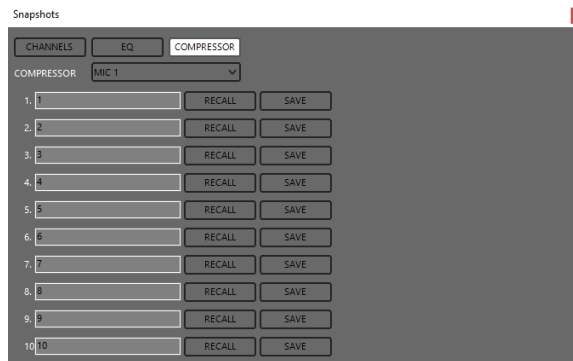 Snapshots
CHANNELS EQ COMPRESSOR
COMPRESSOR MIC 1
1. 1 RECALL SAVE
2. 2 RECALL SAVE
3. 3 RECALL SAVE
4. 4 RECALL SAVE
5. 5 RECALL SAVE
6. 6 RECALL SAVE
7. 7 RECALL SAVE
8. 8 RECALL SAVE
9. 9 RECALL SAVE
10 10 RECALL SAVE